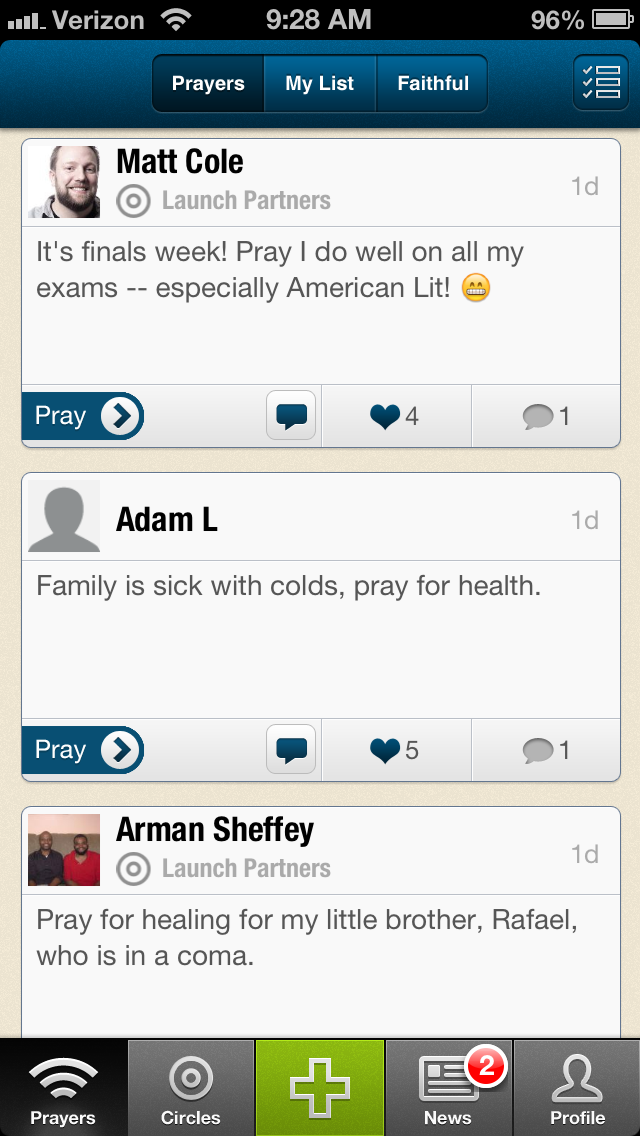 Verizon 9:28 AM 96%
Prayers My List Faithful
Matt Cole
Launch Partners
1d
It's finals week! Pray I do well on all my
exams -- especially American Lit! 😁
Pray 4 1
Adam L
1d
Family is sick with colds, pray for health.
Pray 5 1
Arman Sheffey
Launch Partners
1d
Pray for healing for my little brother, Rafael,
who is in a coma.
2
Prayers Circles News Profile